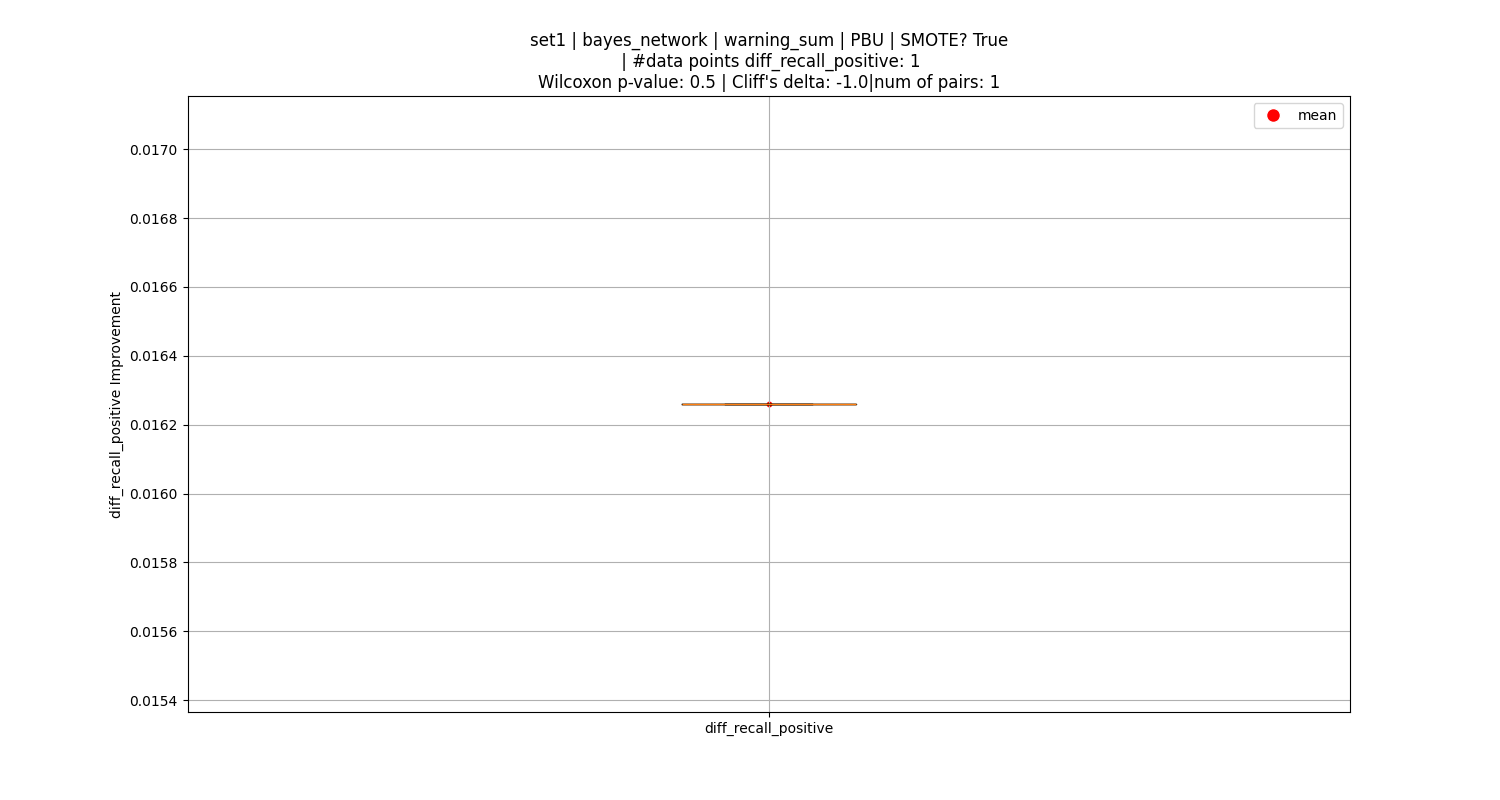 set1 | bayes_network | warning_sum | PBU | SMOTE? True
| #data points diff_recall_positive: 1
Wilcoxon p-value: 0.5 | Cliff's delta: -1.0|num of pairs: 1
mean
0.0170
0.0168
0.0166
0.0164
0.0162
0.0160
0.0158
0.0156
0.0154
diff_recall_positive Improvement
diff_recall_positive